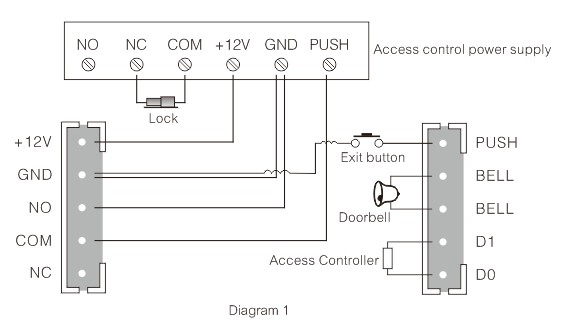 NO NC COM +12V GND PUSH
Access control power supply
Lock
+12V
GND
NO
COM
NC
Exit button
Doorbell
Access Controller
PUSH
BELL
BELL
D1
D0
Diagram 1